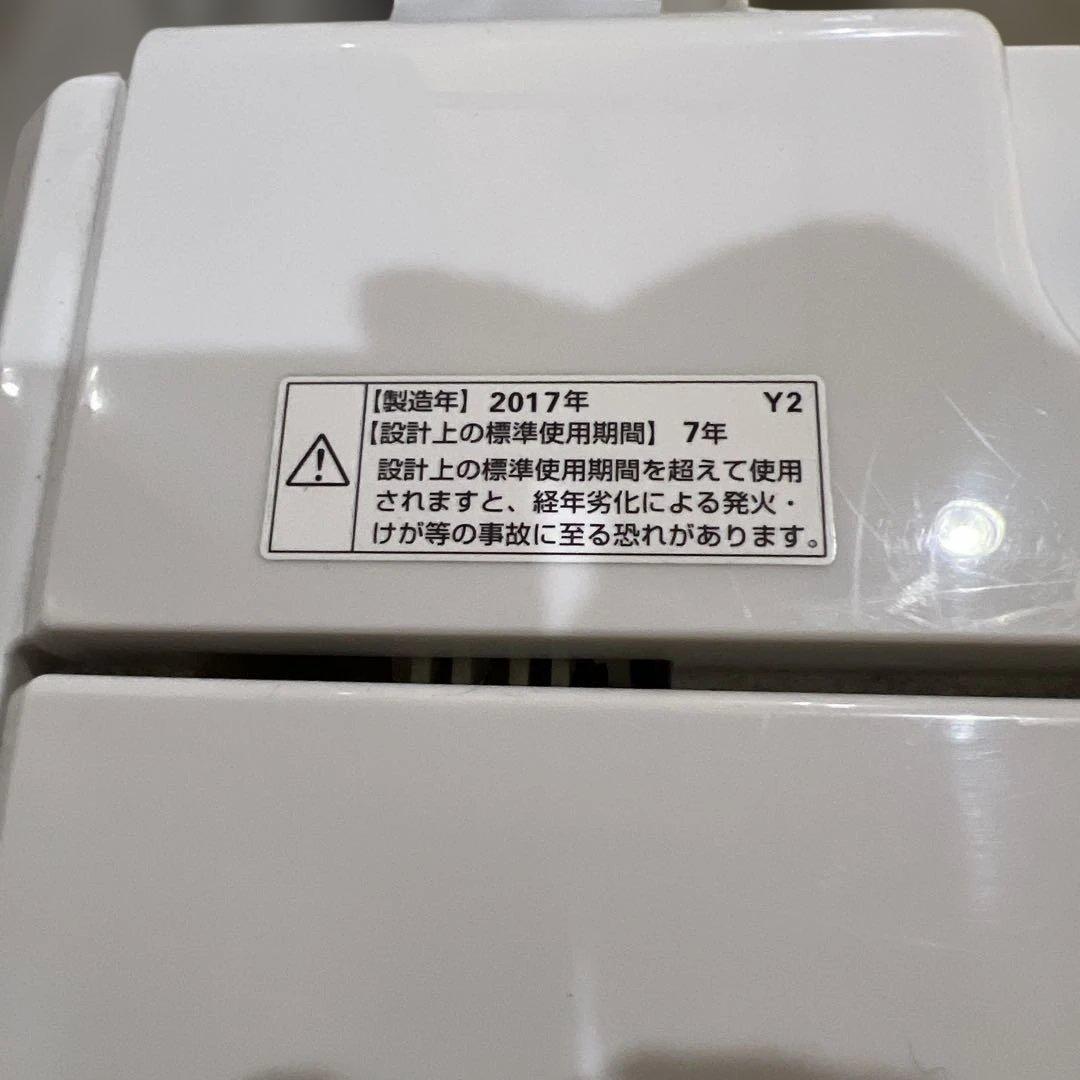 【製造年】 2017年 Y2
【設計上の標準使用期間】 7年
設計上の標準使用期間を超えて使用
されますと、経年劣化による発火・
けが等の事故に至る恐れがあります。